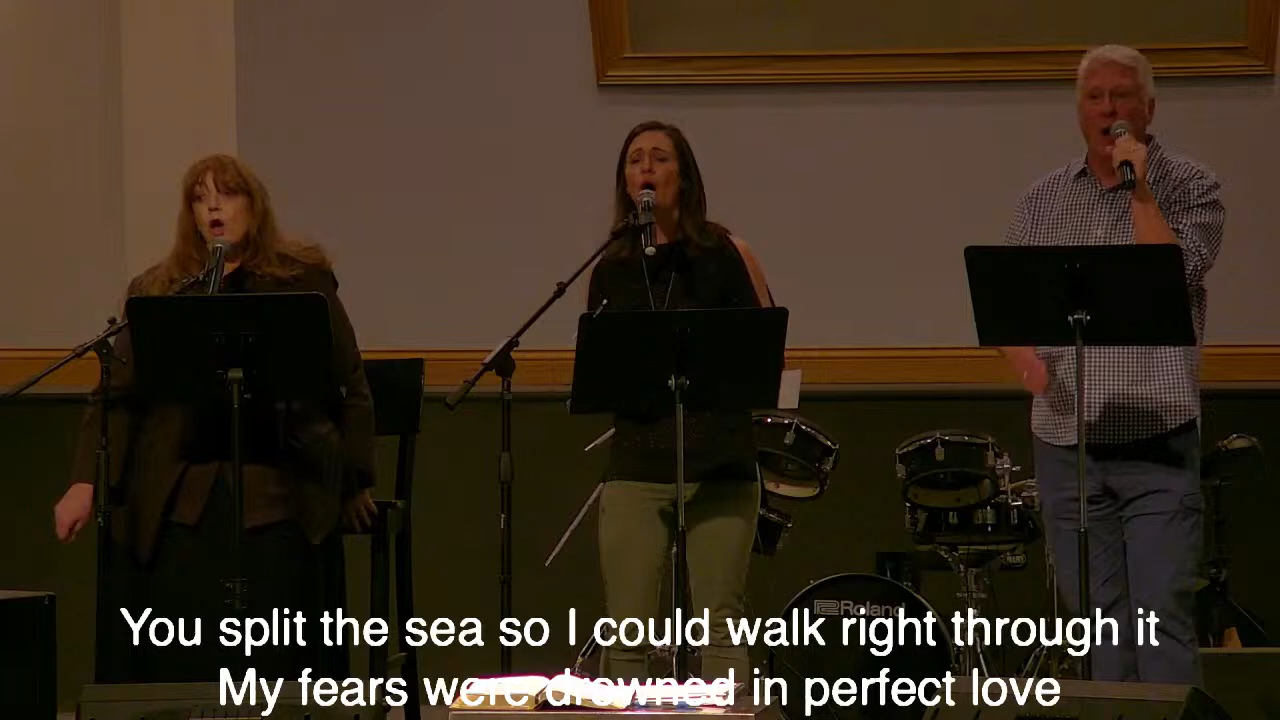 Roland
You split the sea so I could walk right through it
My fears were drowned in perfect love